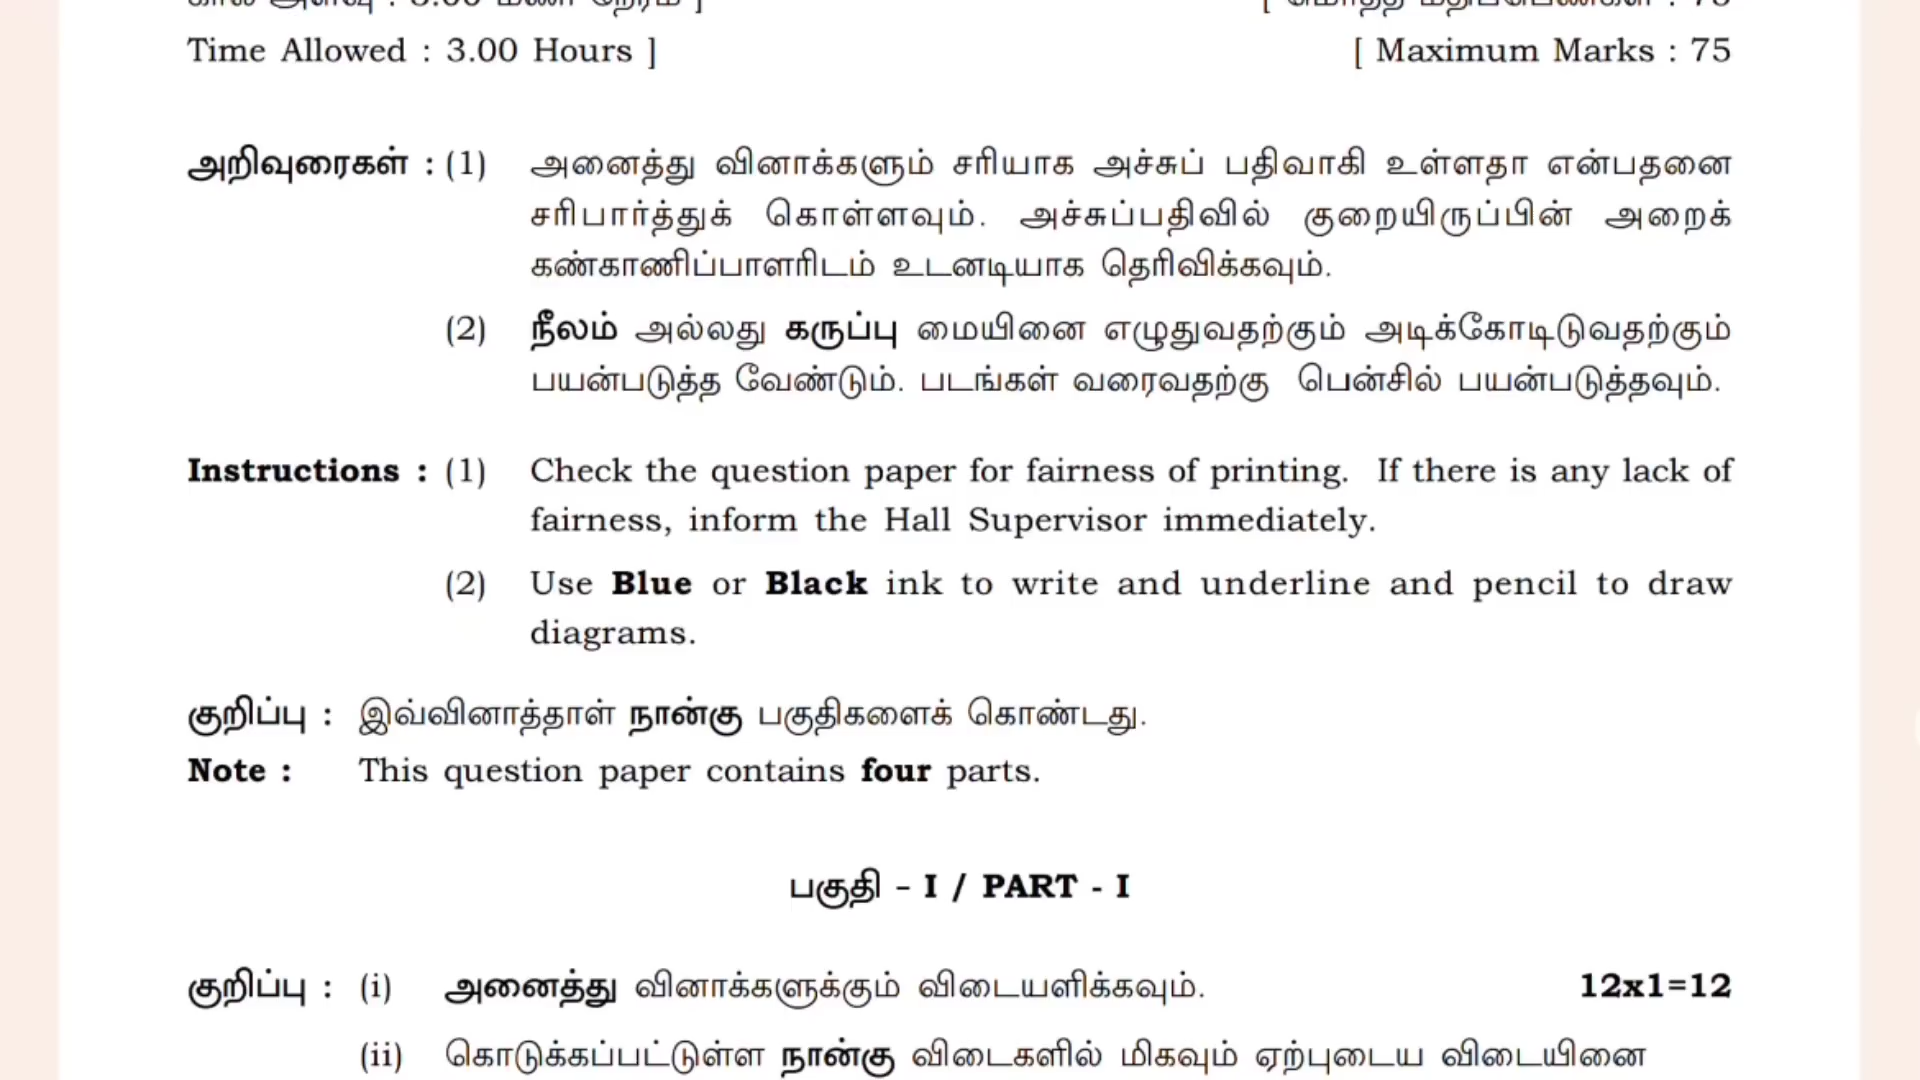 Time Allowed : 3.00 Hours ] [ Maximum Marks : 75
அறிவுரைகள் : (1) அனைத்து வினாக்களும் சரியாக அச்சுப் பதிவாகி உள்ளதா என்பதனை
சரிபார்த்துக் கொள்ளவும். அச்சுப்பதிவில் குறையிருப்பின் அறைக்
கண்காணிப்பாளரிடம் உடனடியாக தெரிவிக்கவும்.
(2) நீலம் அல்லது கருப்பு மையினை எழுதுவதற்கும் அடிக்கோடிடுவதற்கும்
பயன்படுத்த வேண்டும். படங்கள் வரைவதற்கு பென்சில் பயன்படுத்தவும்.
Instructions : (1) Check the question paper for fairness of printing. If there is any lack of
fairness, inform the Hall Supervisor immediately.
(2) Use Blue or Black ink to write and underline and pencil to draw
diagrams.
குறிப்பு : இவ்வினாத்தாள் நான்கு பகுதிகளைக் கொண்டது.
Note : This question paper contains four parts.
பகுதி - I / PART - I
குறிப்பு : (i) அனைத்து வினாக்களுக்கும் விடையளிக்கவும். 12x1=12
(ii) கொடுக்கப்பட்டுள்ள நான்கு விடைகளில் மிகவும் ஏற்புடைய விடையினை